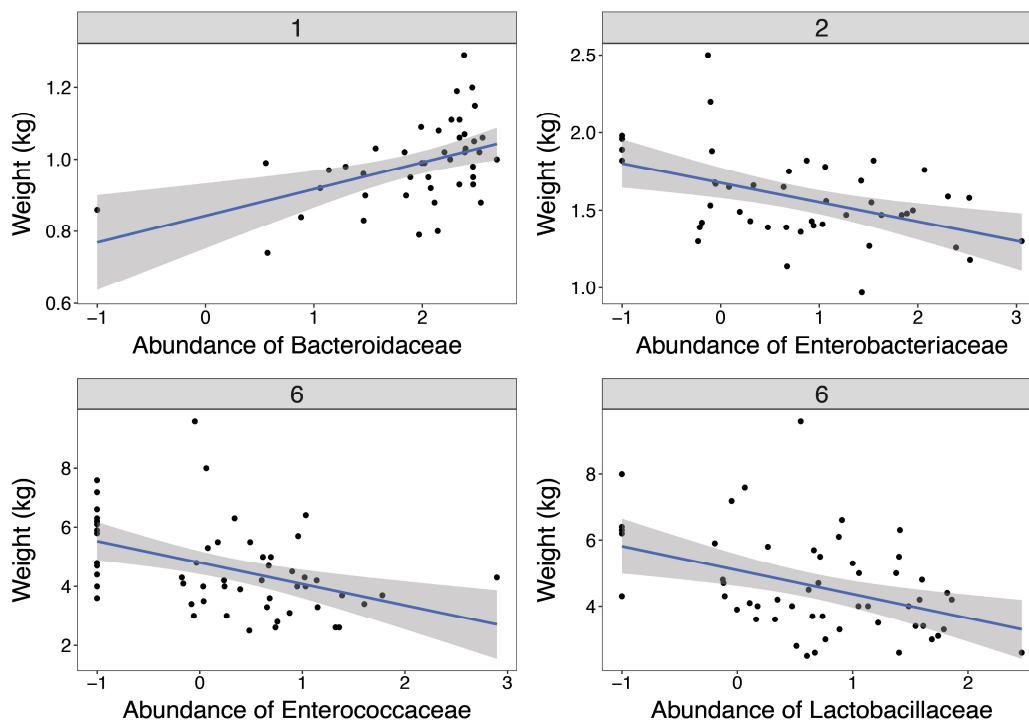 1
Weight (kg)
1.2
1.0
0.8
0.6
−1 0 1 2
Abundance of Bacteroidaceae
2
Weight (kg)
2.5
2.0
1.5
1.0
−1 0 1 2 3
Abundance of Enterobacteriaceae
6
Weight (kg)
8
6
4
2
−1 0 1 2 3
Abundance of Enterococcaceae
6
Weight (kg)
8
6
4
−1 0 1 2
Abundance of Lactobacillaceae